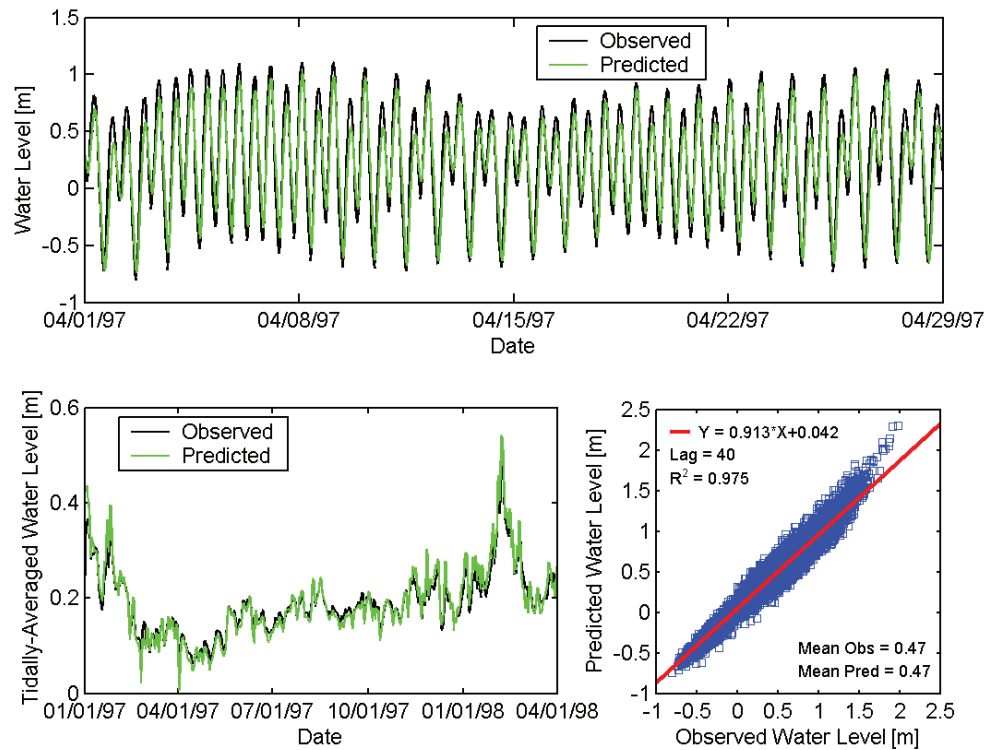 1.5
1
0.5
0
-0.5
-1
Water Level [m]
Observed
Predicted
04/01/97 04/08/97 04/15/97 04/22/97 04/29/97
Date
0.6
0.4
0.2
0
Tidally-Averaged Water Level [m]
Observed
Predicted
01/01/97 04/01/97 07/01/97 10/01/97 01/01/98 04/01/98
Date
2.5
2
1.5
1
0.5
0
-0.5
-1
Predicted Water Level [m]
Y = 0.913*X+0.042
Lag = 40
R² = 0.975
Mean Obs = 0.47
Mean Pred = 0.47
-1 -0.5 0 0.5 1 1.5 2 2.5
Observed Water Level [m]